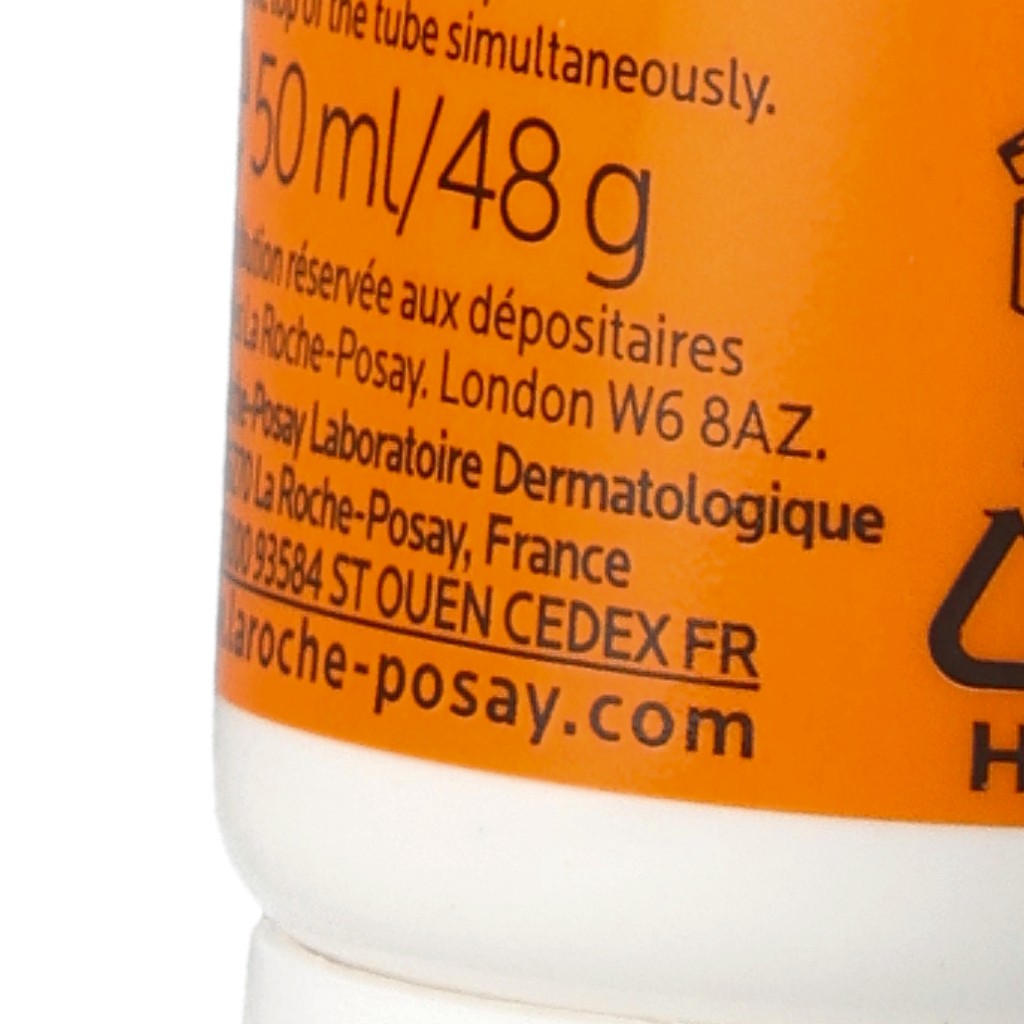 of the tube simultaneously.
50 ml/48 g
réservée aux dépositaires
La Roche-Posay. London W6 8AZ.
-Posay Laboratoire Dermatologique
La Roche-Posay, France
93584 ST OUEN CEDEX FR
laroche-posay.com
H